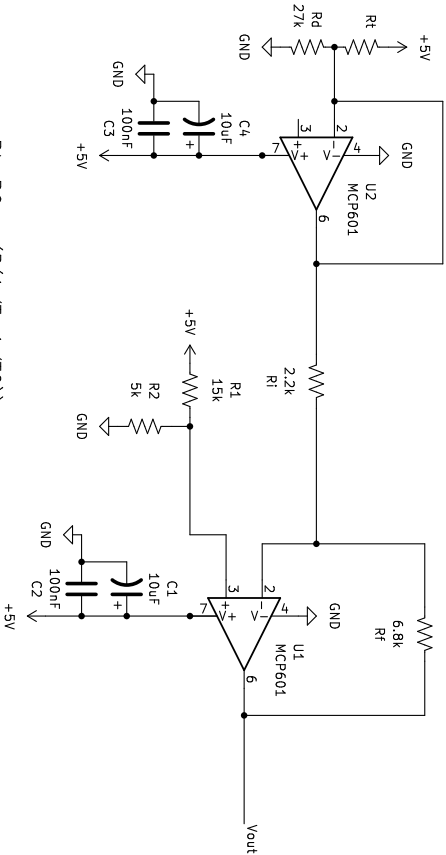 +5V
Rt
Rd
27k
GND
GND
4
2
3
7
6
V-
V+
-
+
U2
MCP601
C4
10uF
+
C3
100nF
GND
+5V
Ri
2.2k
Rf
6.8k
+5V
R1
15k
R2
5k
GND
GND
4
2
3
7
6
V-
V+
-
+
U1
MCP601
Vout
C1
10uF
+
C2
100nF
GND
+5V